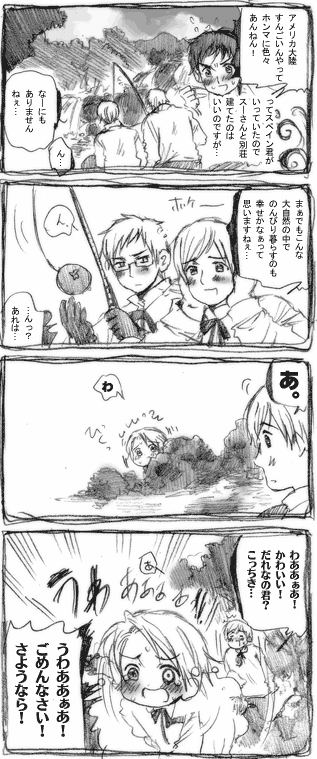 アメリカ大陸
すんごいんやって
ホンマに色々
あんねん！
ってスペイン君が
いっていたので
スーさんと別荘
建てたのは
いいのですが…
なーにも
ありません
ねぇ…
ん…
まぁでもこんな
大自然の中で
のんびり暮らすのも
幸せかなぁって
思いますねぇ…
ホケー
ん
…んっ？
あれは…
あ。
わ
わあああぁ！
かわいい！
だれなの君？
こっちき…
あ
うわああぁ
うわああぁあ！
ごめんなさい！
さようなら！